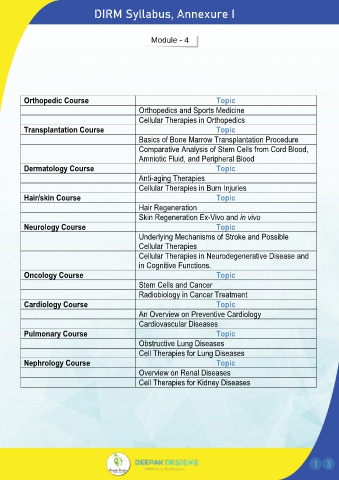 DIRM Syllabus, Annexure I
Module - 4
Orthopedic Course Topic
Orthopedics and Sports Medicine
Cellular Therapies in Orthopedics
Transplantation Course Topic
Basics of Bone Marrow Transplantation Procedure
Comparative Analysis of Stem Cells from Cord Blood,
Amniotic Fluid, and Peripheral Blood
Dermatology Course Topic
Anti-aging Therapies
Cellular Therapies in Burn Injuries
Hair/skin Course Topic
Hair Regeneration
Skin Regeneration Ex-Vivo and in vivo
Neurology Course Topic
Underlying Mechanisms of Stroke and Possible
Cellular Therapies
Cellular Therapies in Neurodegenerative Disease and
in Cognitive Functions.
Oncology Course Topic
Stem Cells and Cancer
Radiobiology in Cancer Treatment
Cardiology Course Topic
An Overview on Preventive Cardiology
Cardiovascular Diseases
Pulmonary Course Topic
Obstructive Lung Diseases
Cell Therapies for Lung Diseases
Nephrology Course Topic
Overview on Renal Diseases
Cell Therapies for Kidney Diseases
DEEPAK DESIGNS
1 3